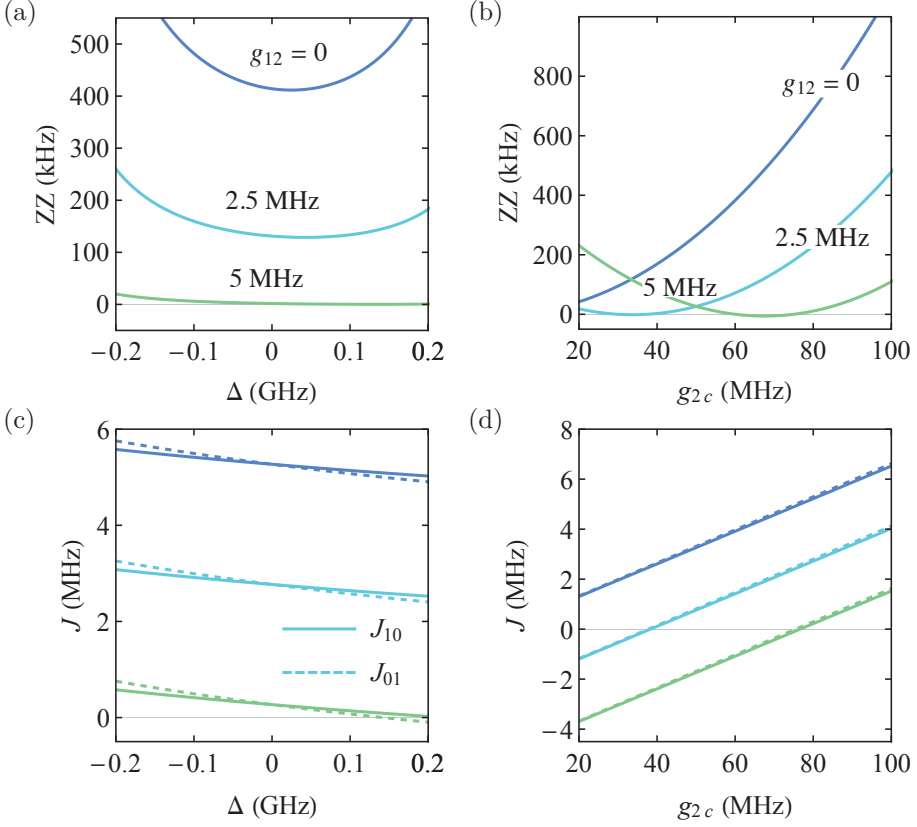 (a)
500
400
300
200
100
0
ZZ (kHz)
g12 = 0
2.5 MHz
5 MHz
−0.2 −0.1 0 0.1 0.2
Δ (GHz)
(b)
800
600
400
200
0
ZZ (kHz)
g12 = 0
2.5 MHz
5 MHz
20 40 60 80 100
g2c (MHz)
(c)
6
4
2
0
J (MHz)
J10
J01
−0.2 −0.1 0 0.1 0.2
Δ (GHz)
(d)
8
6
4
2
0
−2
−4
J (MHz)
20 40 60 80 100
g2c (MHz)